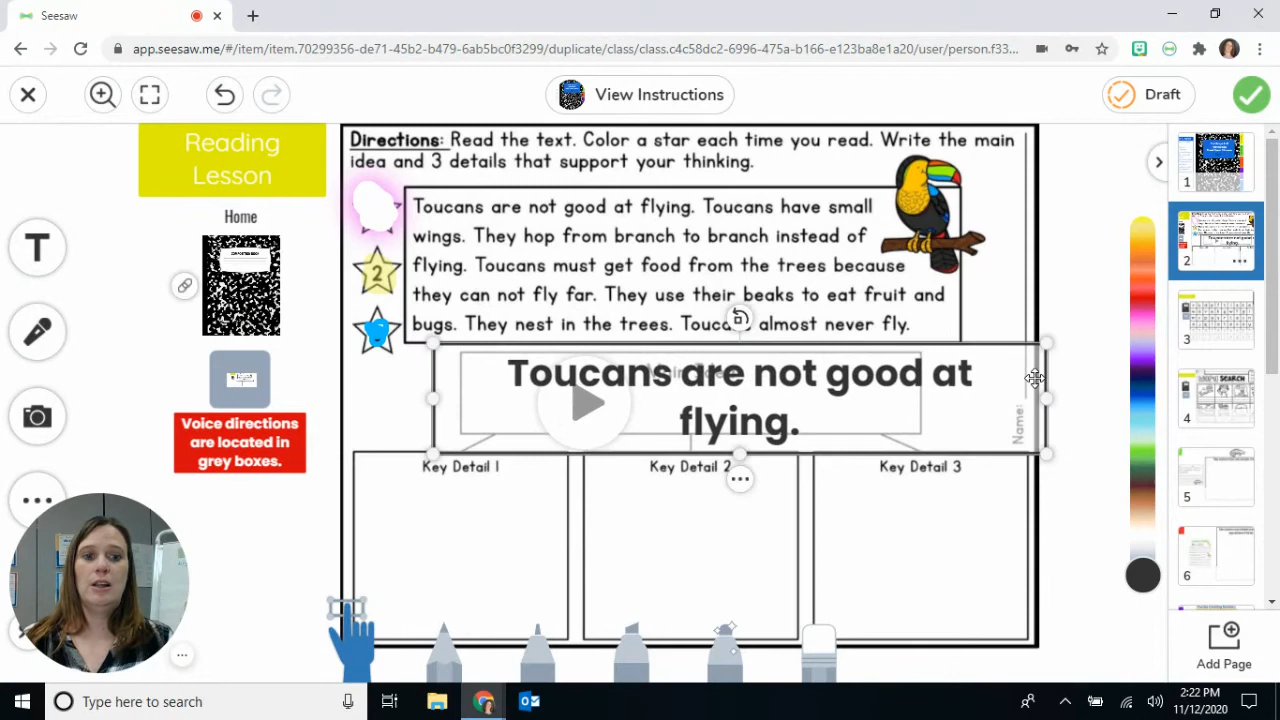 Seesaw
app.seesaw.me/#/item/item.70299356-de71-45b2-b479-6ab5bc0f3299/duplicate/class/class.c4c58dc2-6996-475a-b166-e123ba8e1a20/user/person.f33...
View Instructions
Draft
Reading
Lesson
Home
Voice directions
are located in
grey boxes.
Directions: Read the text. Color a star each time you read. Write the main
idea and 3 details that support your thinking.
2
Toucans are not good at flying. Toucans have small
wings. They hop from branch to branch instead of
flying. Toucans must get food from the trees because
they can not fly far. They use their beaks to eat fruit and
bugs. They nest in the trees. Toucans almost never fly.
Toucans are not good at
flying.
Name:
Key Detail 1
Key Detail 2
Key Detail 3
1
2
3
4
5
6
Add Page
Type here to search
2:22 PM
11/12/2020